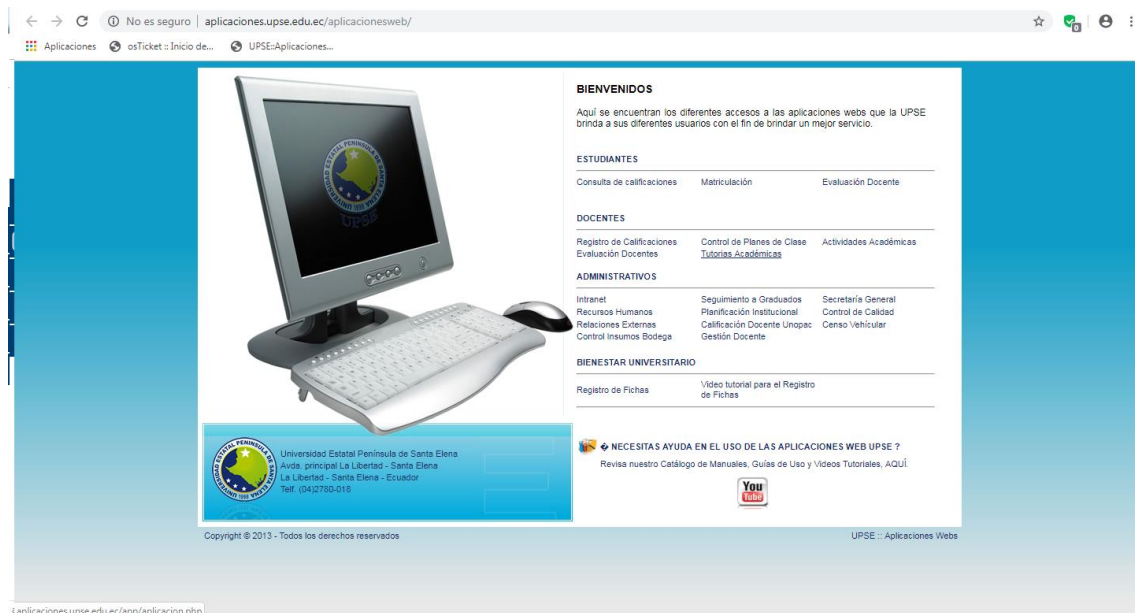 No es seguro | aplicaciones.upse.edu.ec/aplicacionesweb/
Aplicaciones osTicket :: Inicio de... UPSE::Aplicaciones...
BIENVENIDOS
Aquí se encuentran los diferentes accesos a las aplicaciones webs que la UPSE
brinda a sus diferentes usuarios con el fin de brindar un mejor servicio.
ESTUDIANTES
Consulta de calificaciones Matriculación Evaluación Docente
DOCENTES
Registro de Calificaciones Control de Planes de Clase Actividades Académicas
Evaluación Docentes Tutorias Académicas
ADMINISTRATIVOS
Intranet Seguimiento a Graduados Secretaría General
Recursos Humanos Planificación Institucional Control de Calidad
Relaciones Externas Calificación Docente Unopac Censo Vehícular
Control Insumos Bodega Gestión Docente
BIENESTAR UNIVERSITARIO
Registro de Fichas Video tutorial para el Registro
de Fichas
� NECESITAS AYUDA EN EL USO DE LAS APLICACIONES WEB UPSE ?
Revisa nuestro Catálogo de Manuales, Guías de Uso y Videos Tutoriales, AQUÍ.
You
Tube
UPSE
Universidad Estatal Península de Santa Elena
Avda. principal La Libertad - Santa Elena
La Libertad - Santa Elena - Ecuador
Telf. (04)2780-018
Copyright © 2013 - Todos los derechos reservados
UPSE :: Aplicaciones Webs
aplicaciones.upse.edu.ec/app/aplicacion.php